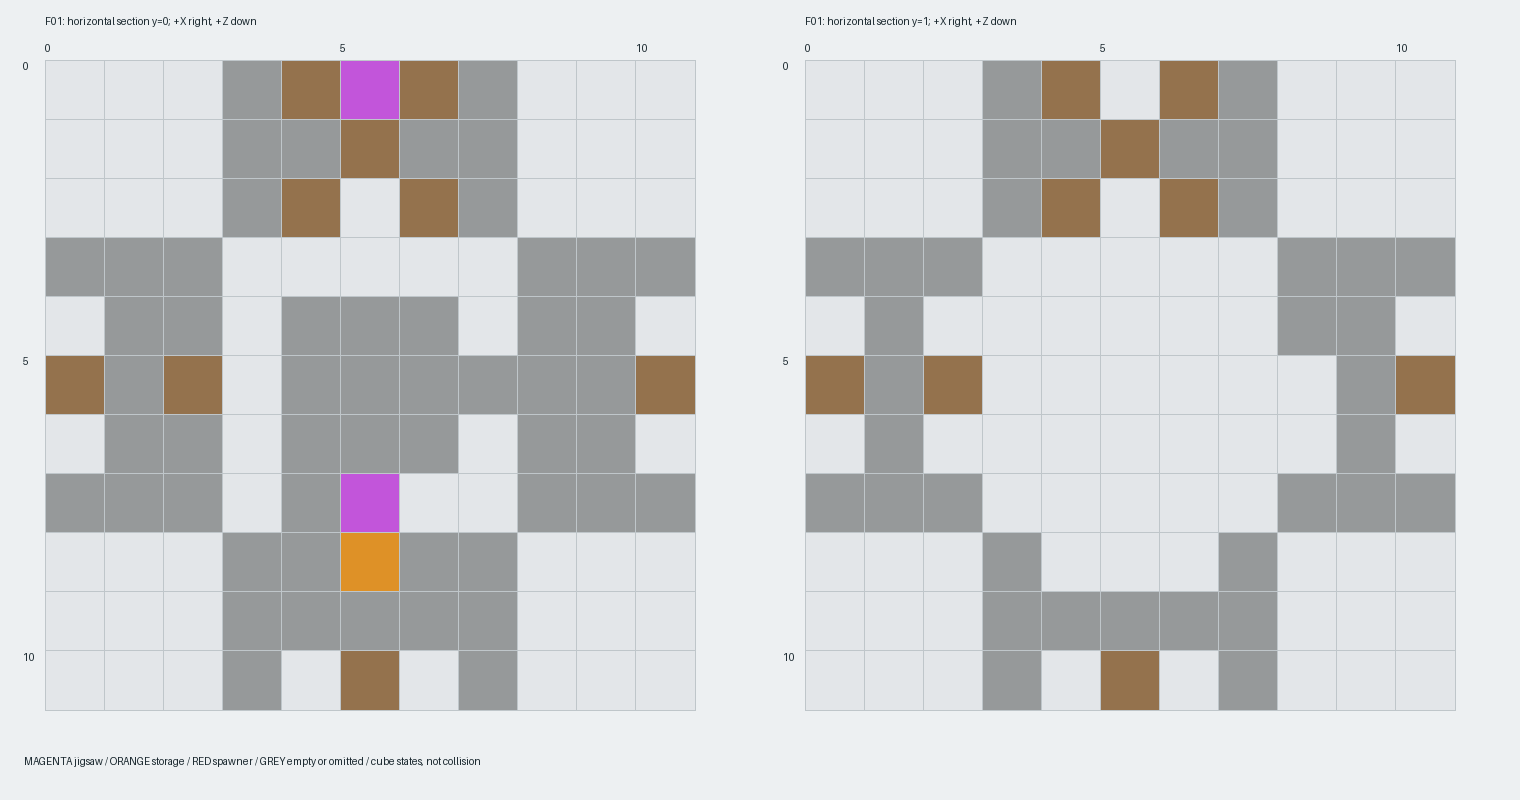 F01: horizontal section y=0; +X right, +Z down
F01: horizontal section y=1; +X right, +Z down
0 5 10
0 5 10
0
0
5
5
10
10
MAGENTA jigsaw / ORANGE storage / RED spawner / GREY empty or omitted / cube states, not collision